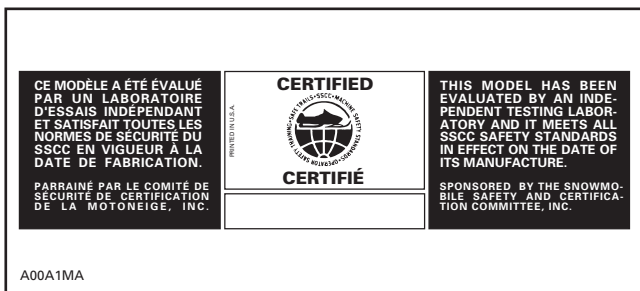 CE MODÈLE A ÉTÉ ÉVALUÉ
PAR UN LABORATOIRE
D'ESSAIS INDÉPENDANT
ET SATISFAIT TOUTES LES
NORMES DE SÉCURITÉ DU
SSCC EN VIGUEUR À LA
DATE DE FABRICATION.
PARRAINÉ PAR LE COMITÉ DE
SÉCURITÉ DE CERTIFICATION
DE LA MOTONEIGE, INC.
PRINTED IN U.S.A.
CERTIFIED
SAFE TRAILS•SSCC•MACHINE SAFETY STANDARDS•OPERATOR SAFETY TRAINING•
CERTIFIÉ
THIS MODEL HAS BEEN
EVALUATED BY AN INDE-
PENDENT TESTING LABOR-
ATORY AND IT MEETS ALL
SSCC SAFETY STANDARDS
IN EFFECT ON THE DATE OF
ITS MANUFACTURE.
SPONSORED BY THE SNOWMO-
BILE SAFETY AND CERTIFICA-
TION COMMITTEE, INC.
A00A1MA